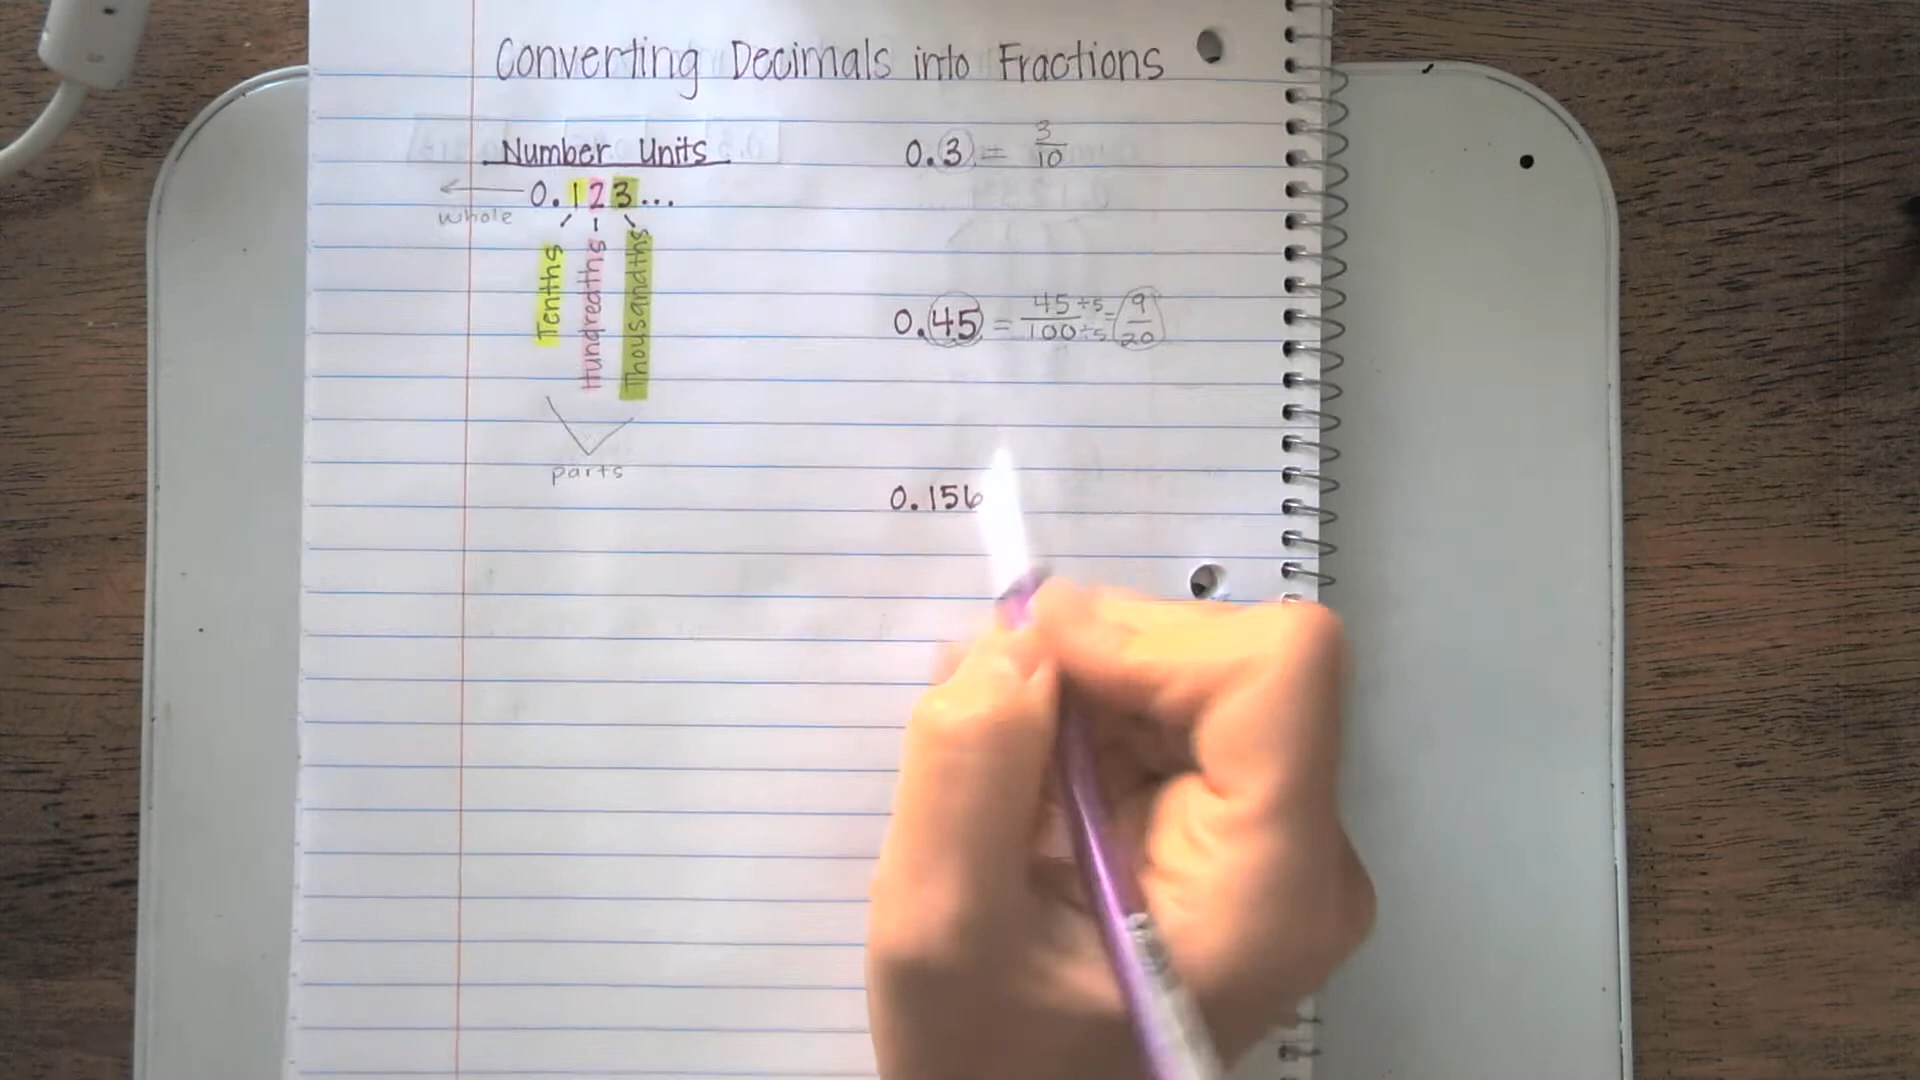 Converting Decimals into Fractions
Number Units
0.123...
whole
Tenths
Hundredths
Thousandths
parts
0.3 = 3/10
0.45 = 45÷5/100÷5 = 9/20
0.156